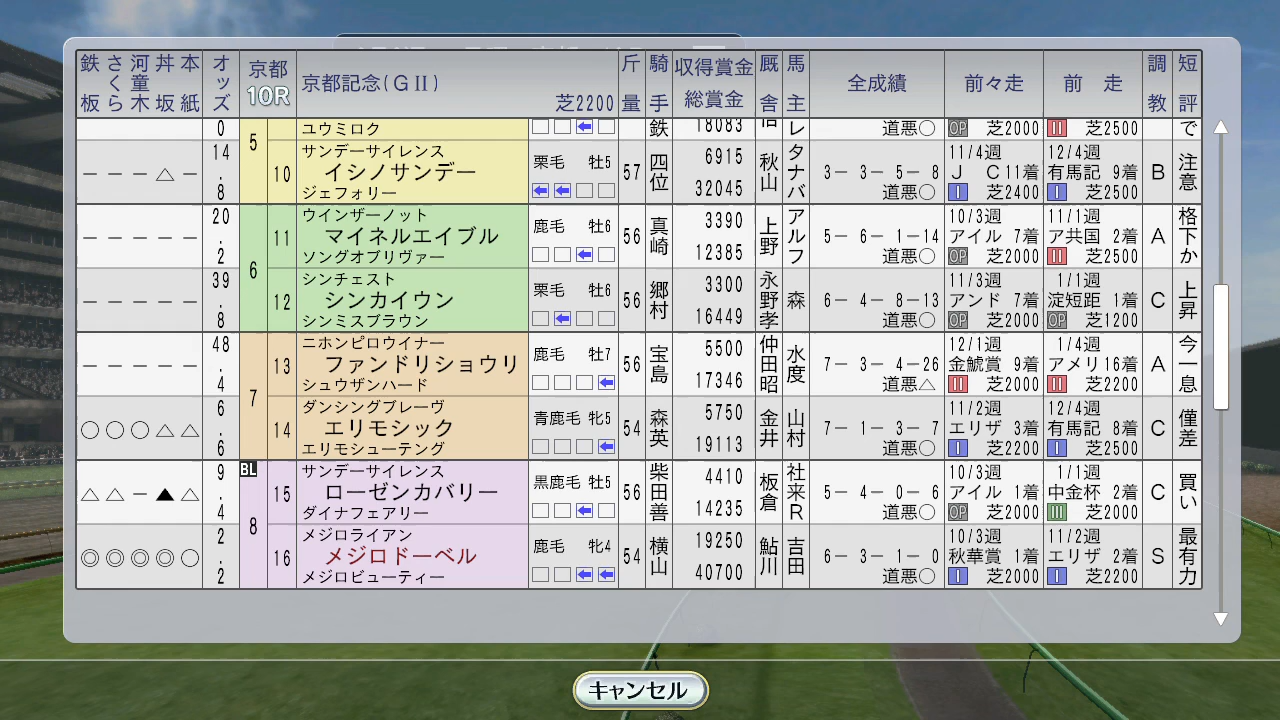 鉄板 さくら 河童木 丼坂 本紙 オッズ 京都10R 京都記念(GⅡ) 芝2200 斤量 騎手 収得賞金 総賞金 厩舎 馬主 全成績 前々走 前走 調教 短評
0 5 ユウミロク 鉄 18083 レ 道悪○ OP 芝2000 Ⅱ 芝2500 で
サンデーサイレンス
---△- 14.8 10 イシノサンデー 栗毛 牡5 57 四位 6915 32045 秋山 タナバ 3-3-5-8 道悪○ 11/4週 J C11着 Ⅰ 芝2400 12/4週 有馬記 9着 Ⅰ 芝2500 B 注意
ジェフォリー
ウインザーノット
----- 20.2 6 11 マイネルエイブル 鹿毛 牡6 56 真崎 3390 12385 上野 アルフ 5-6-1-14 道悪○ 10/3週 アイル 7着 OP 芝2000 11/1週 ア共国 2着 Ⅱ 芝2500 A 格下か
ソングオブリヴァー
シンチェスト
----- 39.8 12 シンカイウン 栗毛 牡6 56 郷村 3300 16449 永野孝 森 6-4-8-13 道悪○ 11/3週 アンド 7着 OP 芝2000 1/1週 淀短距 1着 OP 芝1200 C 上昇
シンミスブラウン
ニホンピロウイナー
----- 48.4 7 13 ファンドリショウリ 鹿毛 牡7 56 宝島 5500 17346 仲田昭 水度 7-3-4-26 道悪△ 12/1週 金鯱賞 9着 Ⅱ 芝2000 1/4週 アメリ16着 Ⅱ 芝2200 A 今一息
シュウザンハード
ダンシングブレーヴ
○○○△△ 6.6 14 エリモシック 青鹿毛 牝5 54 森英 5750 19113 金井 山村 7-1-3-7 道悪○ 11/2週 エリザ 3着 Ⅰ 芝2200 12/4週 有馬記 8着 Ⅰ 芝2500 C 僅差
エリモシューテング
サンデーサイレンス
△△-▲△ 9.4 BL 8 15 ローゼンカバリー 黒鹿毛 牡5 56 柴田善 4410 14235 板倉 社来R 5-4-0-6 道悪○ 10/3週 アイル 1着 OP 芝2000 1/1週 中金杯 2着 Ⅲ 芝2000 C 買い
ダイナフェアリー
メジロライアン
◎◎◎◎○ 2.2 16 メジロドーベル 鹿毛 牝4 54 横山 19250 40700 鮎川 吉田 6-3-1-0 道悪○ 10/3週 秋華賞 1着 Ⅰ 芝2000 11/2週 エリザ 2着 Ⅰ 芝2200 S 最有力
メジロビューティー
キャンセル